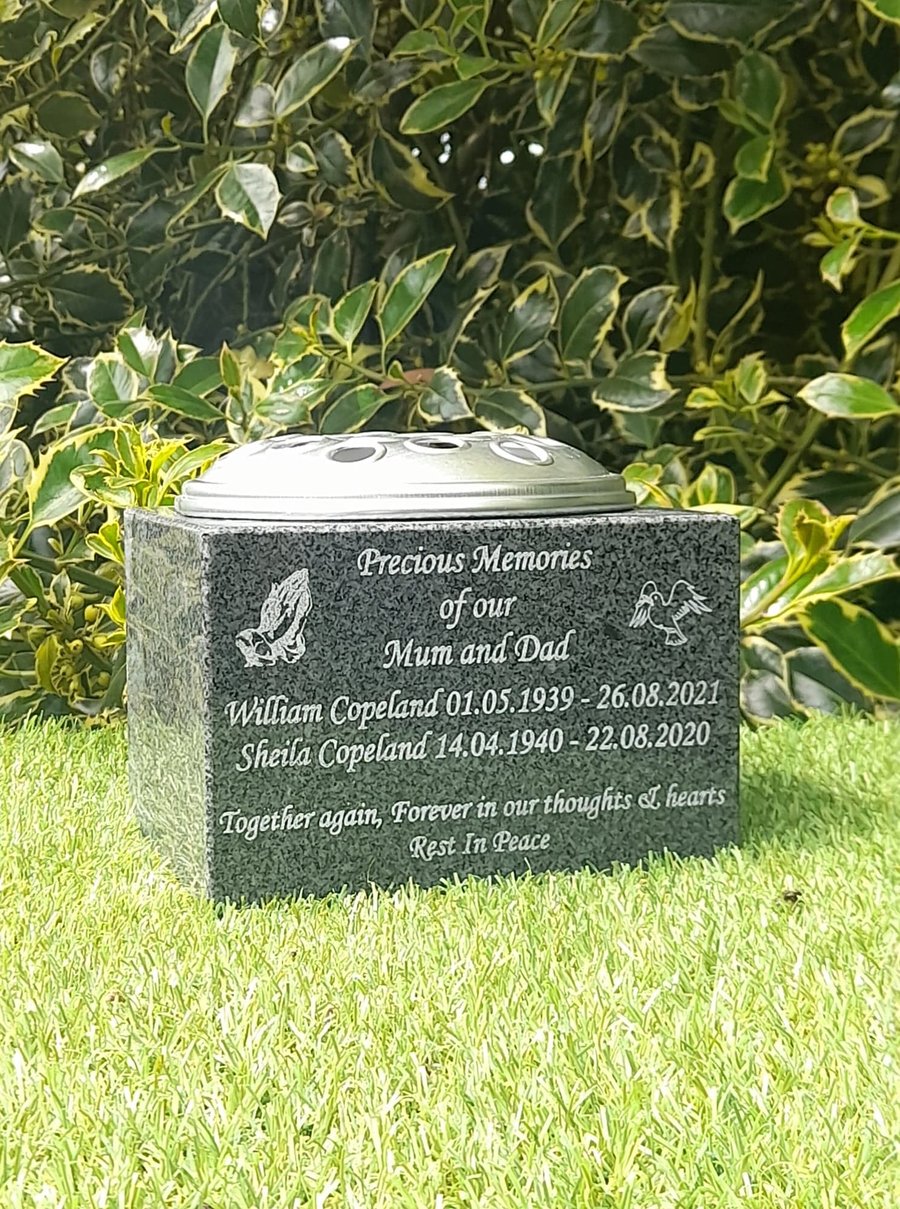 Precious Memories
of our
Mum and Dad
William Copeland 01.05.1939 - 26.08.2021
Sheila Copeland 14.04.1940 - 22.08.2020
Together again, Forever in our thoughts & hearts
Rest In Peace